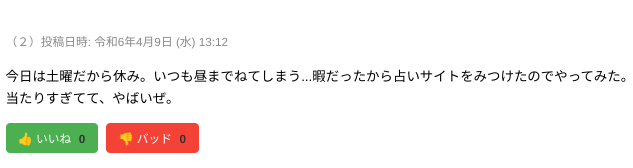 （２）投稿日時: 令和6年4月9日 (水) 13:12
今日は土曜だから休み。いつも昼までねてしまう...暇だったから占いサイトをみつけたのでやってみた。
当たりすぎてて、やばいぜ。
👍 いいね 0 👎 バッド 0